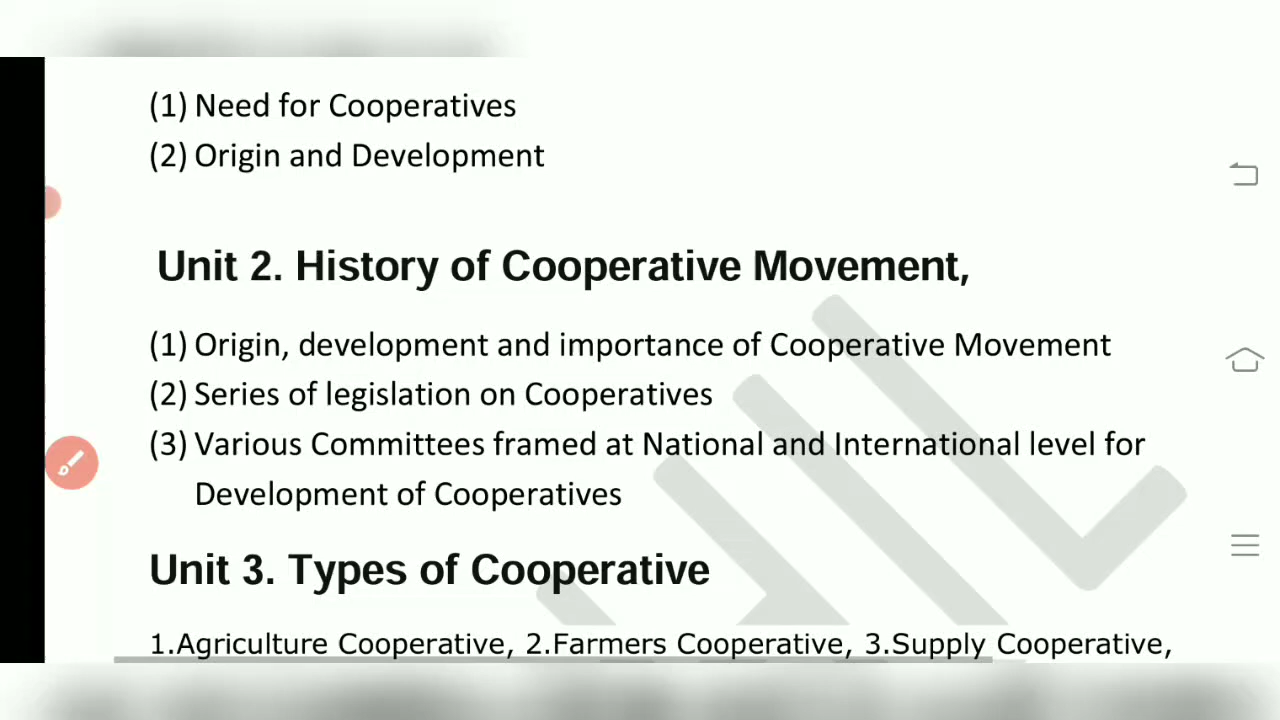 (1) Need for Cooperatives
(2) Origin and Development
Unit 2. History of Cooperative Movement,
(1) Origin, development and importance of Cooperative Movement
(2) Series of legislation on Cooperatives
(3) Various Committees framed at National and International level for
Development of Cooperatives
Unit 3. Types of Cooperative
1.Agriculture Cooperative, 2.Farmers Cooperative, 3.Supply Cooperative,